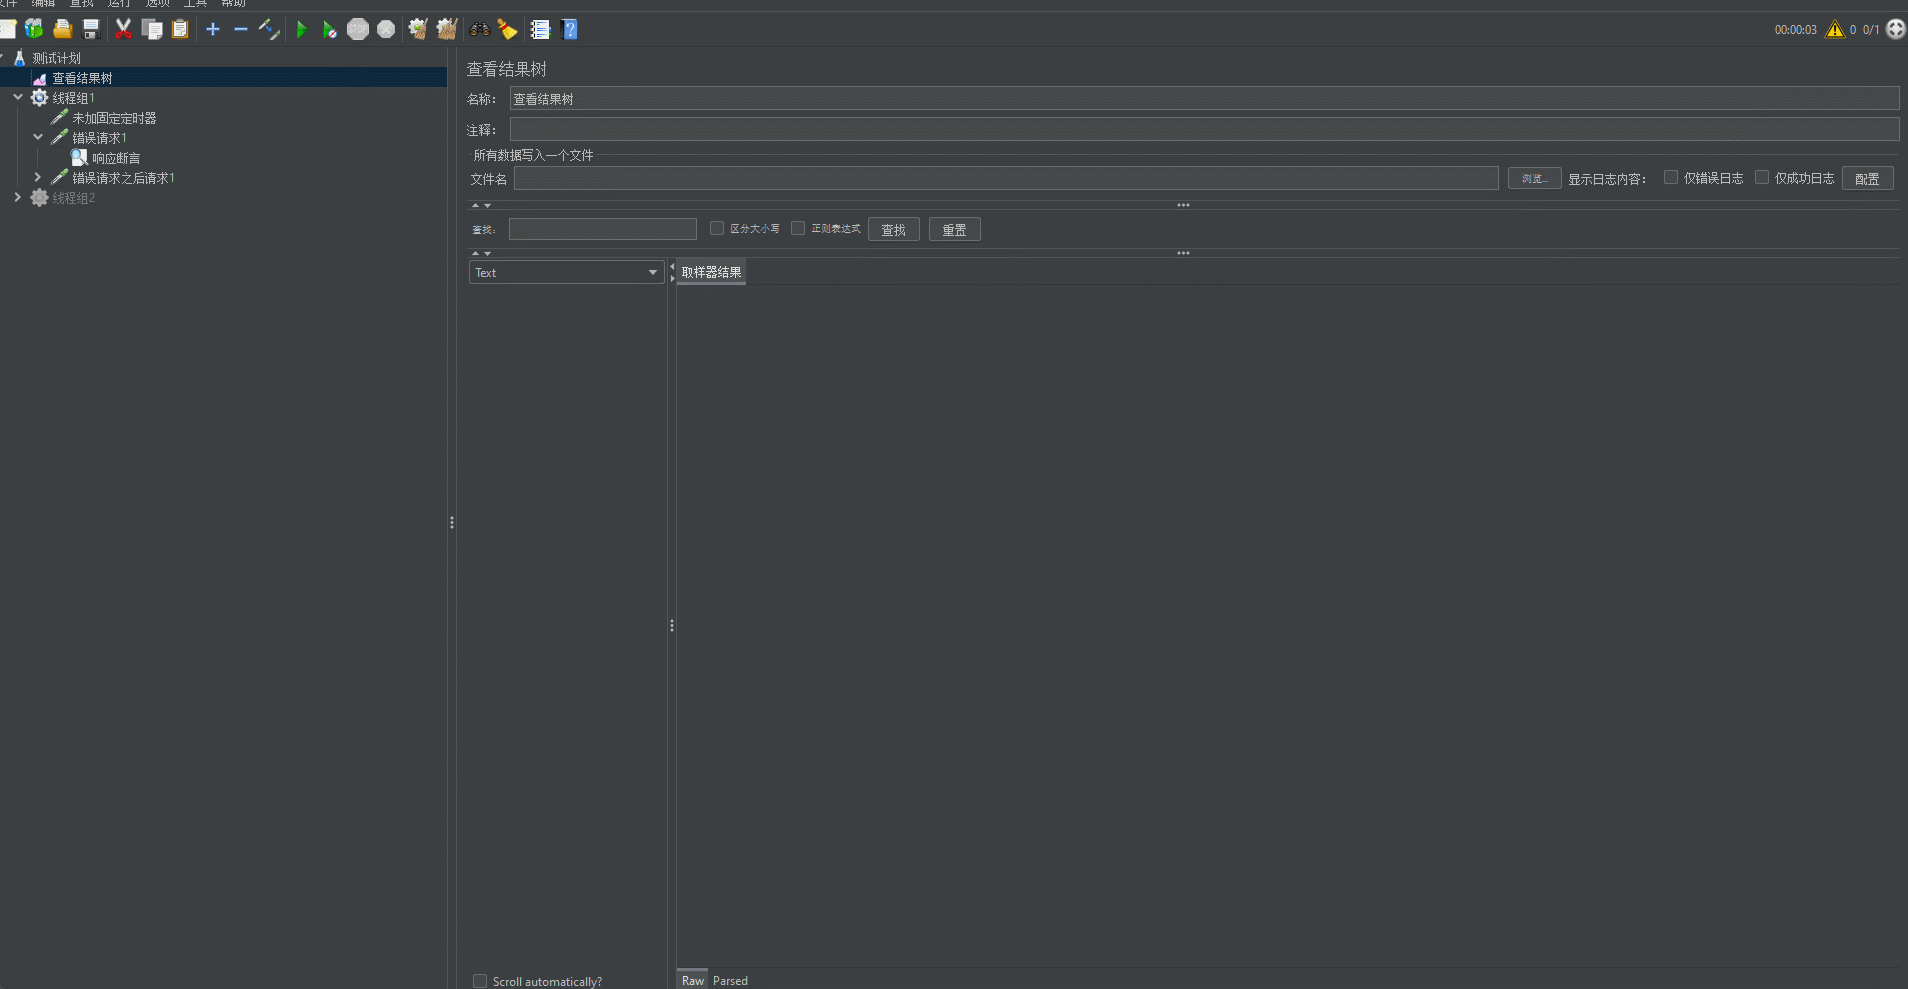 文件 编辑 查找 运行 选项 工具 帮助
STOP
00:00:03 0 0/1
测试计划
查看结果树
线程组1
未加固定定时器
错误请求1
响应断言
错误请求之后请求1
线程组2
查看结果树
名称: 查看结果树
注释:
所有数据写入一个文件
文件名 浏览... 显示日志内容: 仅错误日志 仅成功日志 配置
查找: 区分大小写 正则表达式 查找 重置
Text
取样器结果
Scroll automatically?
Raw Parsed